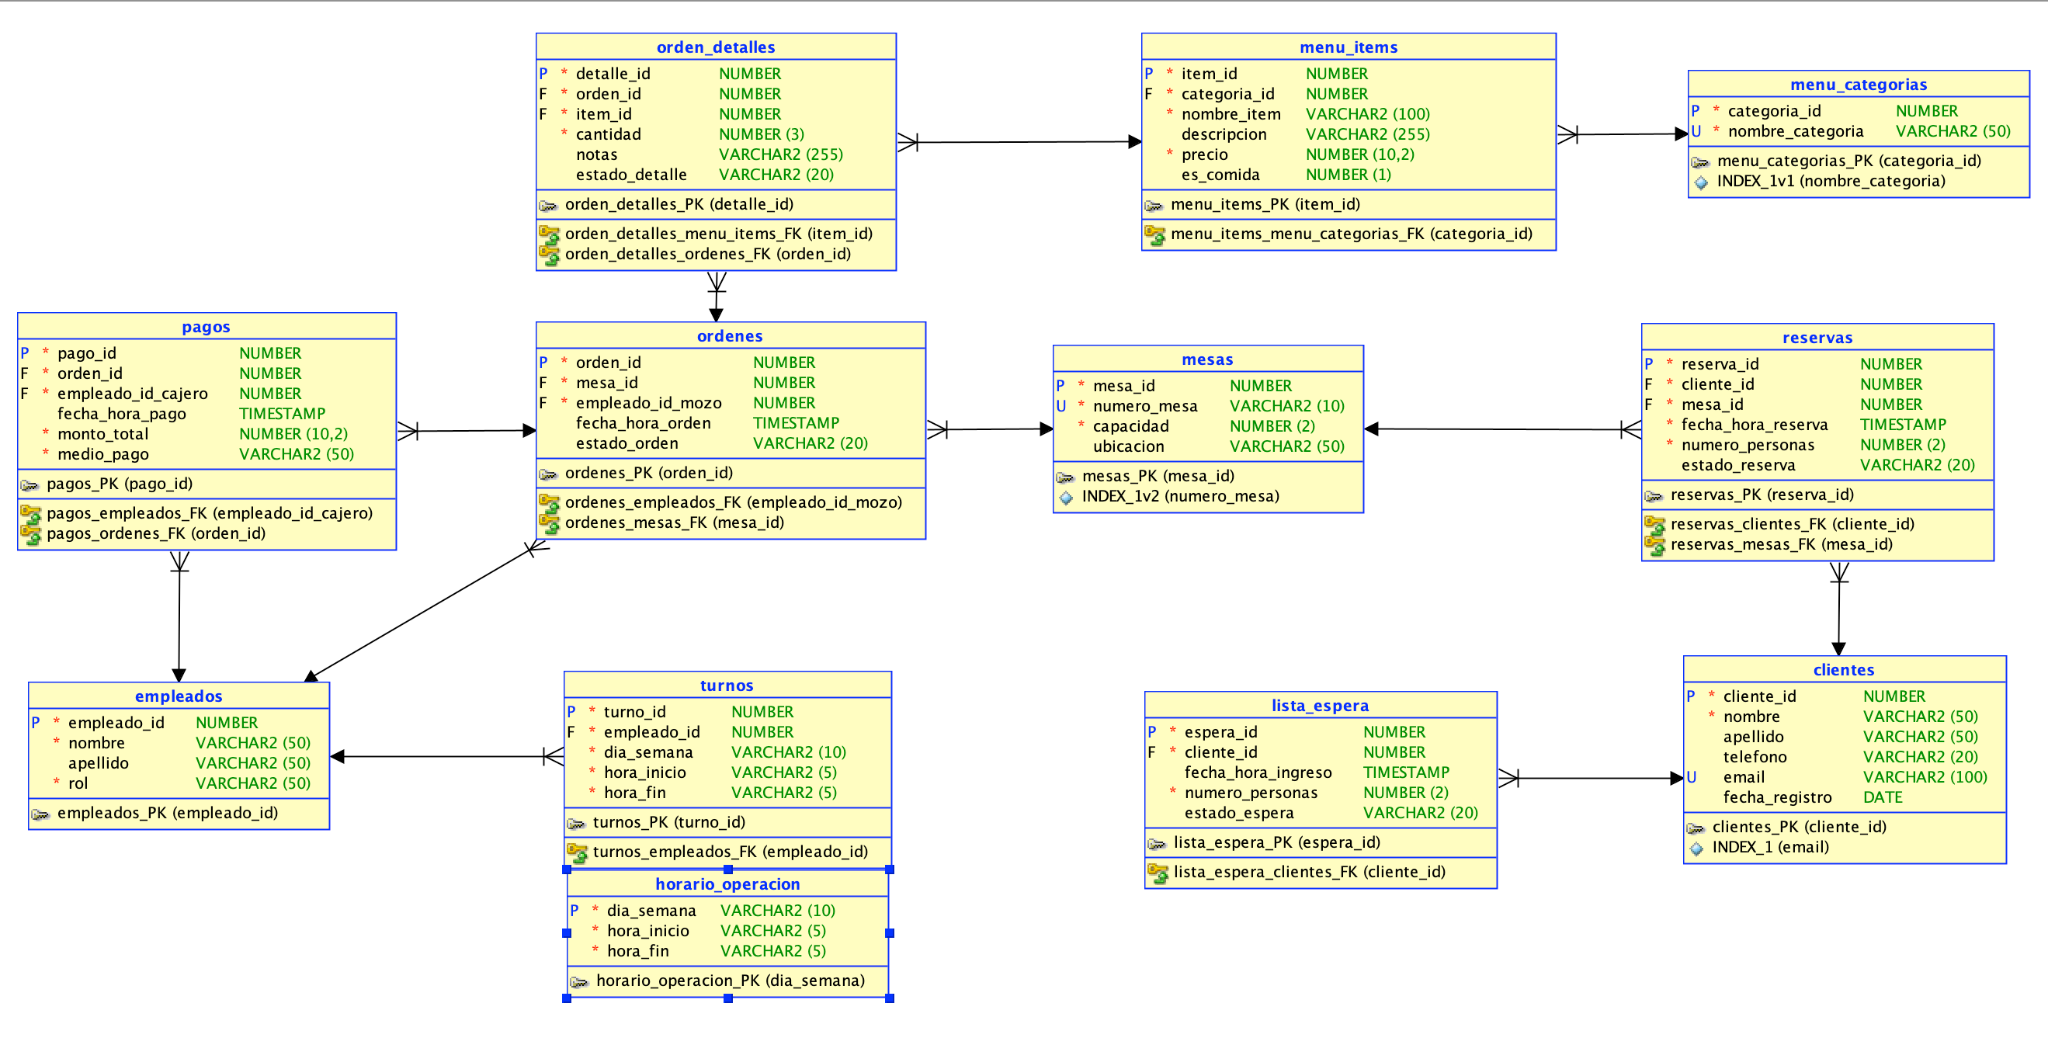 orden_detalles
P * detalle_id NUMBER
F * orden_id NUMBER
F * item_id NUMBER
* cantidad NUMBER (3)
notas VARCHAR2 (255)
estado_detalle VARCHAR2 (20)
orden_detalles_PK (detalle_id)
orden_detalles_menu_items_FK (item_id)
orden_detalles_ordenes_FK (orden_id)
menu_items
P * item_id NUMBER
F * categoria_id NUMBER
* nombre_item VARCHAR2 (100)
descripcion VARCHAR2 (255)
* precio NUMBER (10,2)
es_comida NUMBER (1)
menu_items_PK (item_id)
menu_items_menu_categorias_FK (categoria_id)
menu_categorias
P * categoria_id NUMBER
U * nombre_categoria VARCHAR2 (50)
menu_categorias_PK (categoria_id)
INDEX_1v1 (nombre_categoria)
pagos
P * pago_id NUMBER
F * orden_id NUMBER
F * empleado_id_cajero NUMBER
fecha_hora_pago TIMESTAMP
* monto_total NUMBER (10,2)
* medio_pago VARCHAR2 (50)
pagos_PK (pago_id)
pagos_empleados_FK (empleado_id_cajero)
pagos_ordenes_FK (orden_id)
ordenes
P * orden_id NUMBER
F * mesa_id NUMBER
F * empleado_id_mozo NUMBER
fecha_hora_orden TIMESTAMP
estado_orden VARCHAR2 (20)
ordenes_PK (orden_id)
ordenes_empleados_FK (empleado_id_mozo)
ordenes_mesas_FK (mesa_id)
mesas
P * mesa_id NUMBER
U * numero_mesa VARCHAR2 (10)
* capacidad NUMBER (2)
ubicacion VARCHAR2 (50)
mesas_PK (mesa_id)
INDEX_1v2 (numero_mesa)
reservas
P * reserva_id NUMBER
F * cliente_id NUMBER
F * mesa_id NUMBER
* fecha_hora_reserva TIMESTAMP
* numero_personas NUMBER (2)
estado_reserva VARCHAR2 (20)
reservas_PK (reserva_id)
reservas_clientes_FK (cliente_id)
reservas_mesas_FK (mesa_id)
empleados
P * empleado_id NUMBER
* nombre VARCHAR2 (50)
apellido VARCHAR2 (50)
* rol VARCHAR2 (50)
empleados_PK (empleado_id)
turnos
P * turno_id NUMBER
F * empleado_id NUMBER
* dia_semana VARCHAR2 (10)
* hora_inicio VARCHAR2 (5)
* hora_fin VARCHAR2 (5)
turnos_PK (turno_id)
turnos_empleados_FK (empleado_id)
horario_operacion
P * dia_semana VARCHAR2 (10)
* hora_inicio VARCHAR2 (5)
* hora_fin VARCHAR2 (5)
horario_operacion_PK (dia_semana)
lista_espera
P * espera_id NUMBER
F * cliente_id NUMBER
fecha_hora_ingreso TIMESTAMP
* numero_personas NUMBER (2)
estado_espera VARCHAR2 (20)
lista_espera_PK (espera_id)
lista_espera_clientes_FK (cliente_id)
clientes
P * cliente_id NUMBER
* nombre VARCHAR2 (50)
apellido VARCHAR2 (50)
telefono VARCHAR2 (20)
U email VARCHAR2 (100)
fecha_registro DATE
clientes_PK (cliente_id)
INDEX_1 (email)